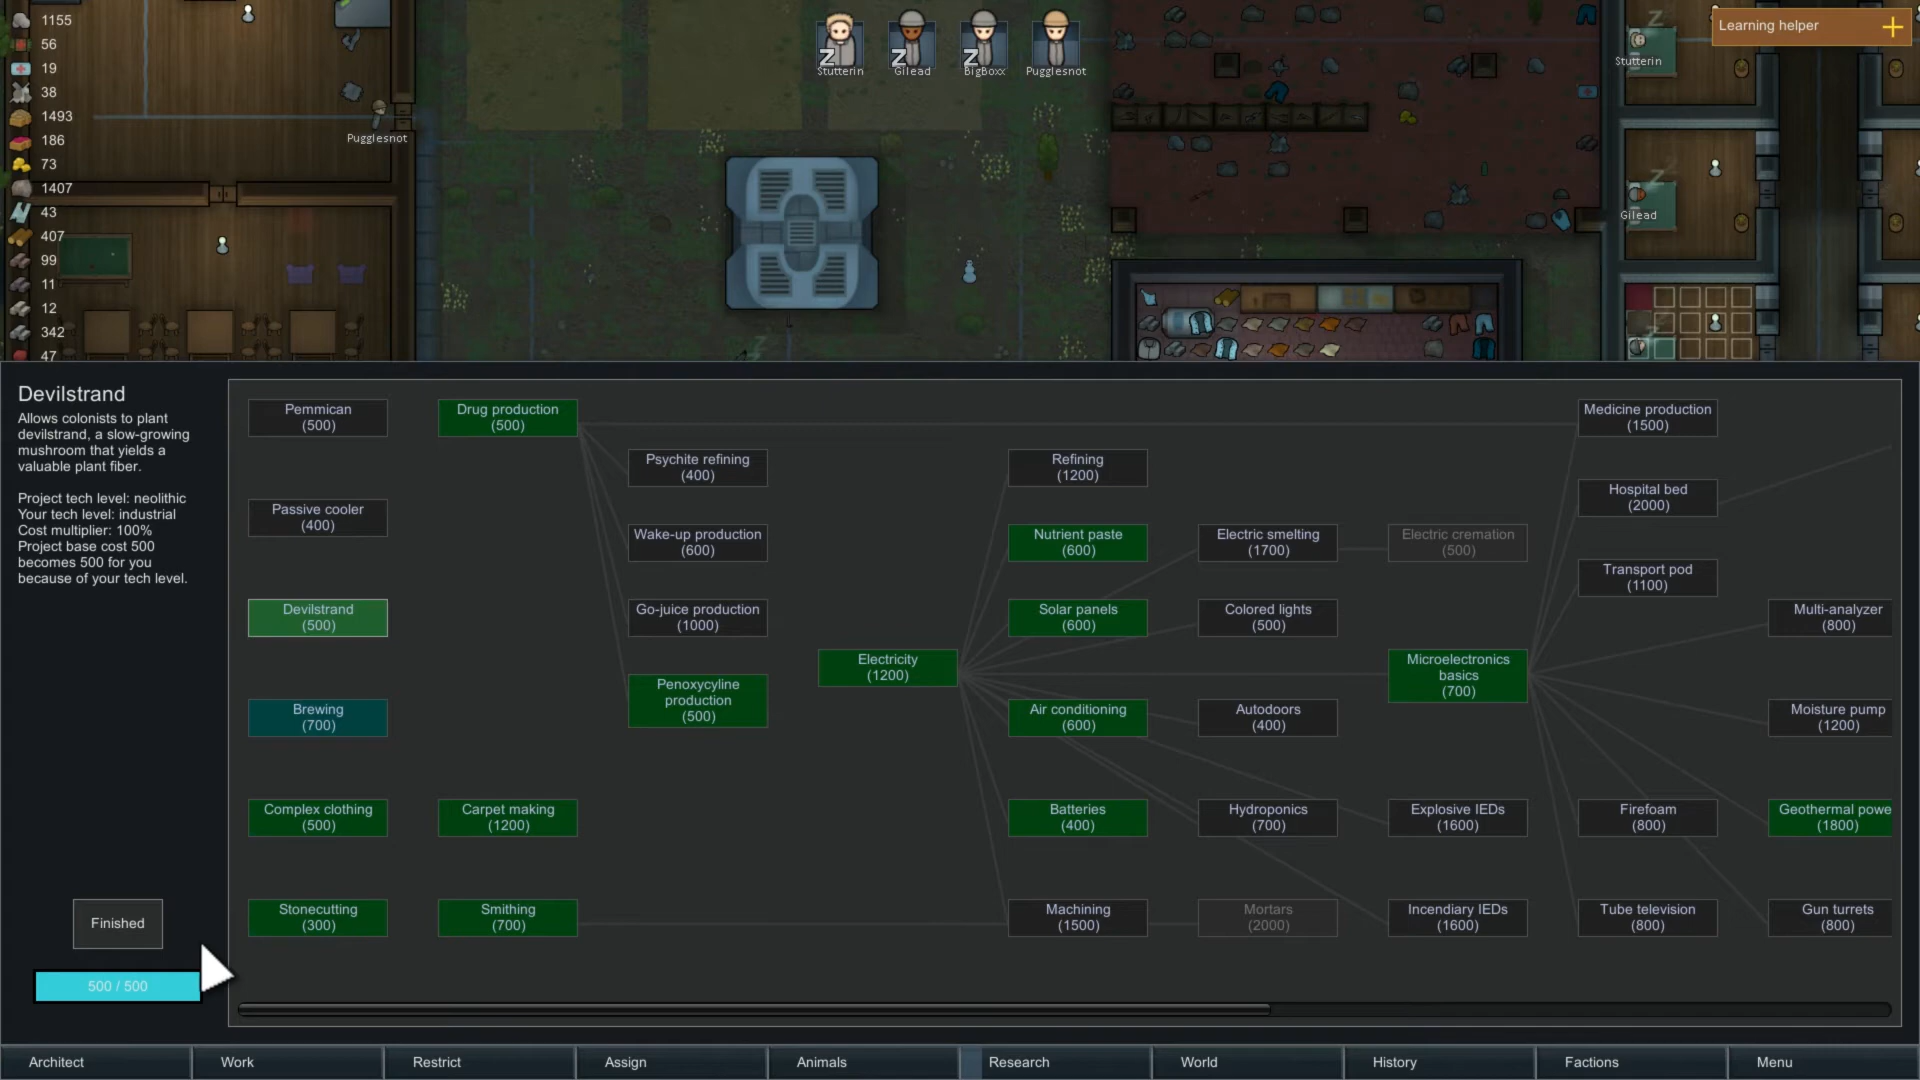 1155
56
19
38
1493
186
73
1407
43
407
99
11
12
342
47
Stutterin
Gilead
BigBoxx
Pugglesnot
Learning helper
Stutterin
Pugglesnot
Gilead
Devilstrand
Allows colonists to plant
devilstrand, a slow-growing
mushroom that yields a
valuable plant fiber.
Project tech level: neolithic
Your tech level: industrial
Cost multiplier: 100%
Project base cost 500
becomes 500 for you
because of your tech level.
Finished
500 / 500
Pemmican
(500)
Passive cooler
(400)
Devilstrand
(500)
Brewing
(700)
Complex clothing
(500)
Stonecutting
(300)
Drug production
(500)
Carpet making
(1200)
Smithing
(700)
Psychite refining
(400)
Wake-up production
(600)
Go-juice production
(1000)
Penoxycyline
production
(500)
Electricity
(1200)
Refining
(1200)
Nutrient paste
(600)
Solar panels
(600)
Air conditioning
(600)
Batteries
(400)
Machining
(1500)
Electric smelting
(1700)
Colored lights
(500)
Autodoors
(400)
Hydroponics
(700)
Mortars
(2000)
Electric cremation
(500)
Microelectronics
basics
(700)
Explosive IEDs
(1600)
Incendiary IEDs
(1600)
Medicine production
(1500)
Hospital bed
(2000)
Transport pod
(1100)
Firefoam
(800)
Tube television
(800)
Multi-analyzer
(800)
Moisture pump
(1200)
Geothermal powe
(1800)
Gun turrets
(800)
Architect
Work
Restrict
Assign
Animals
Research
World
History
Factions
Menu